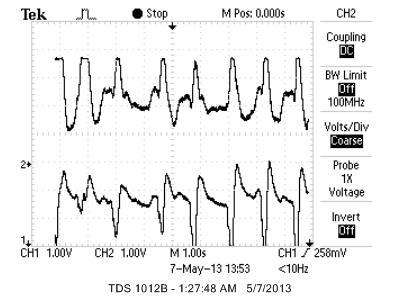 Tek Stop M Pos: 0.000s CH2
Coupling
DC
BW Limit
Off
100MHz
Volts/Div
Coarse
2+ Probe
1X
Voltage
Invert
1 Off
CH1 1.00V CH2 1.00V M 1.00s CH1 258mV
7-May-13 13:53 <10Hz
TDS 1012B - 1:27:48 AM 5/7/2013